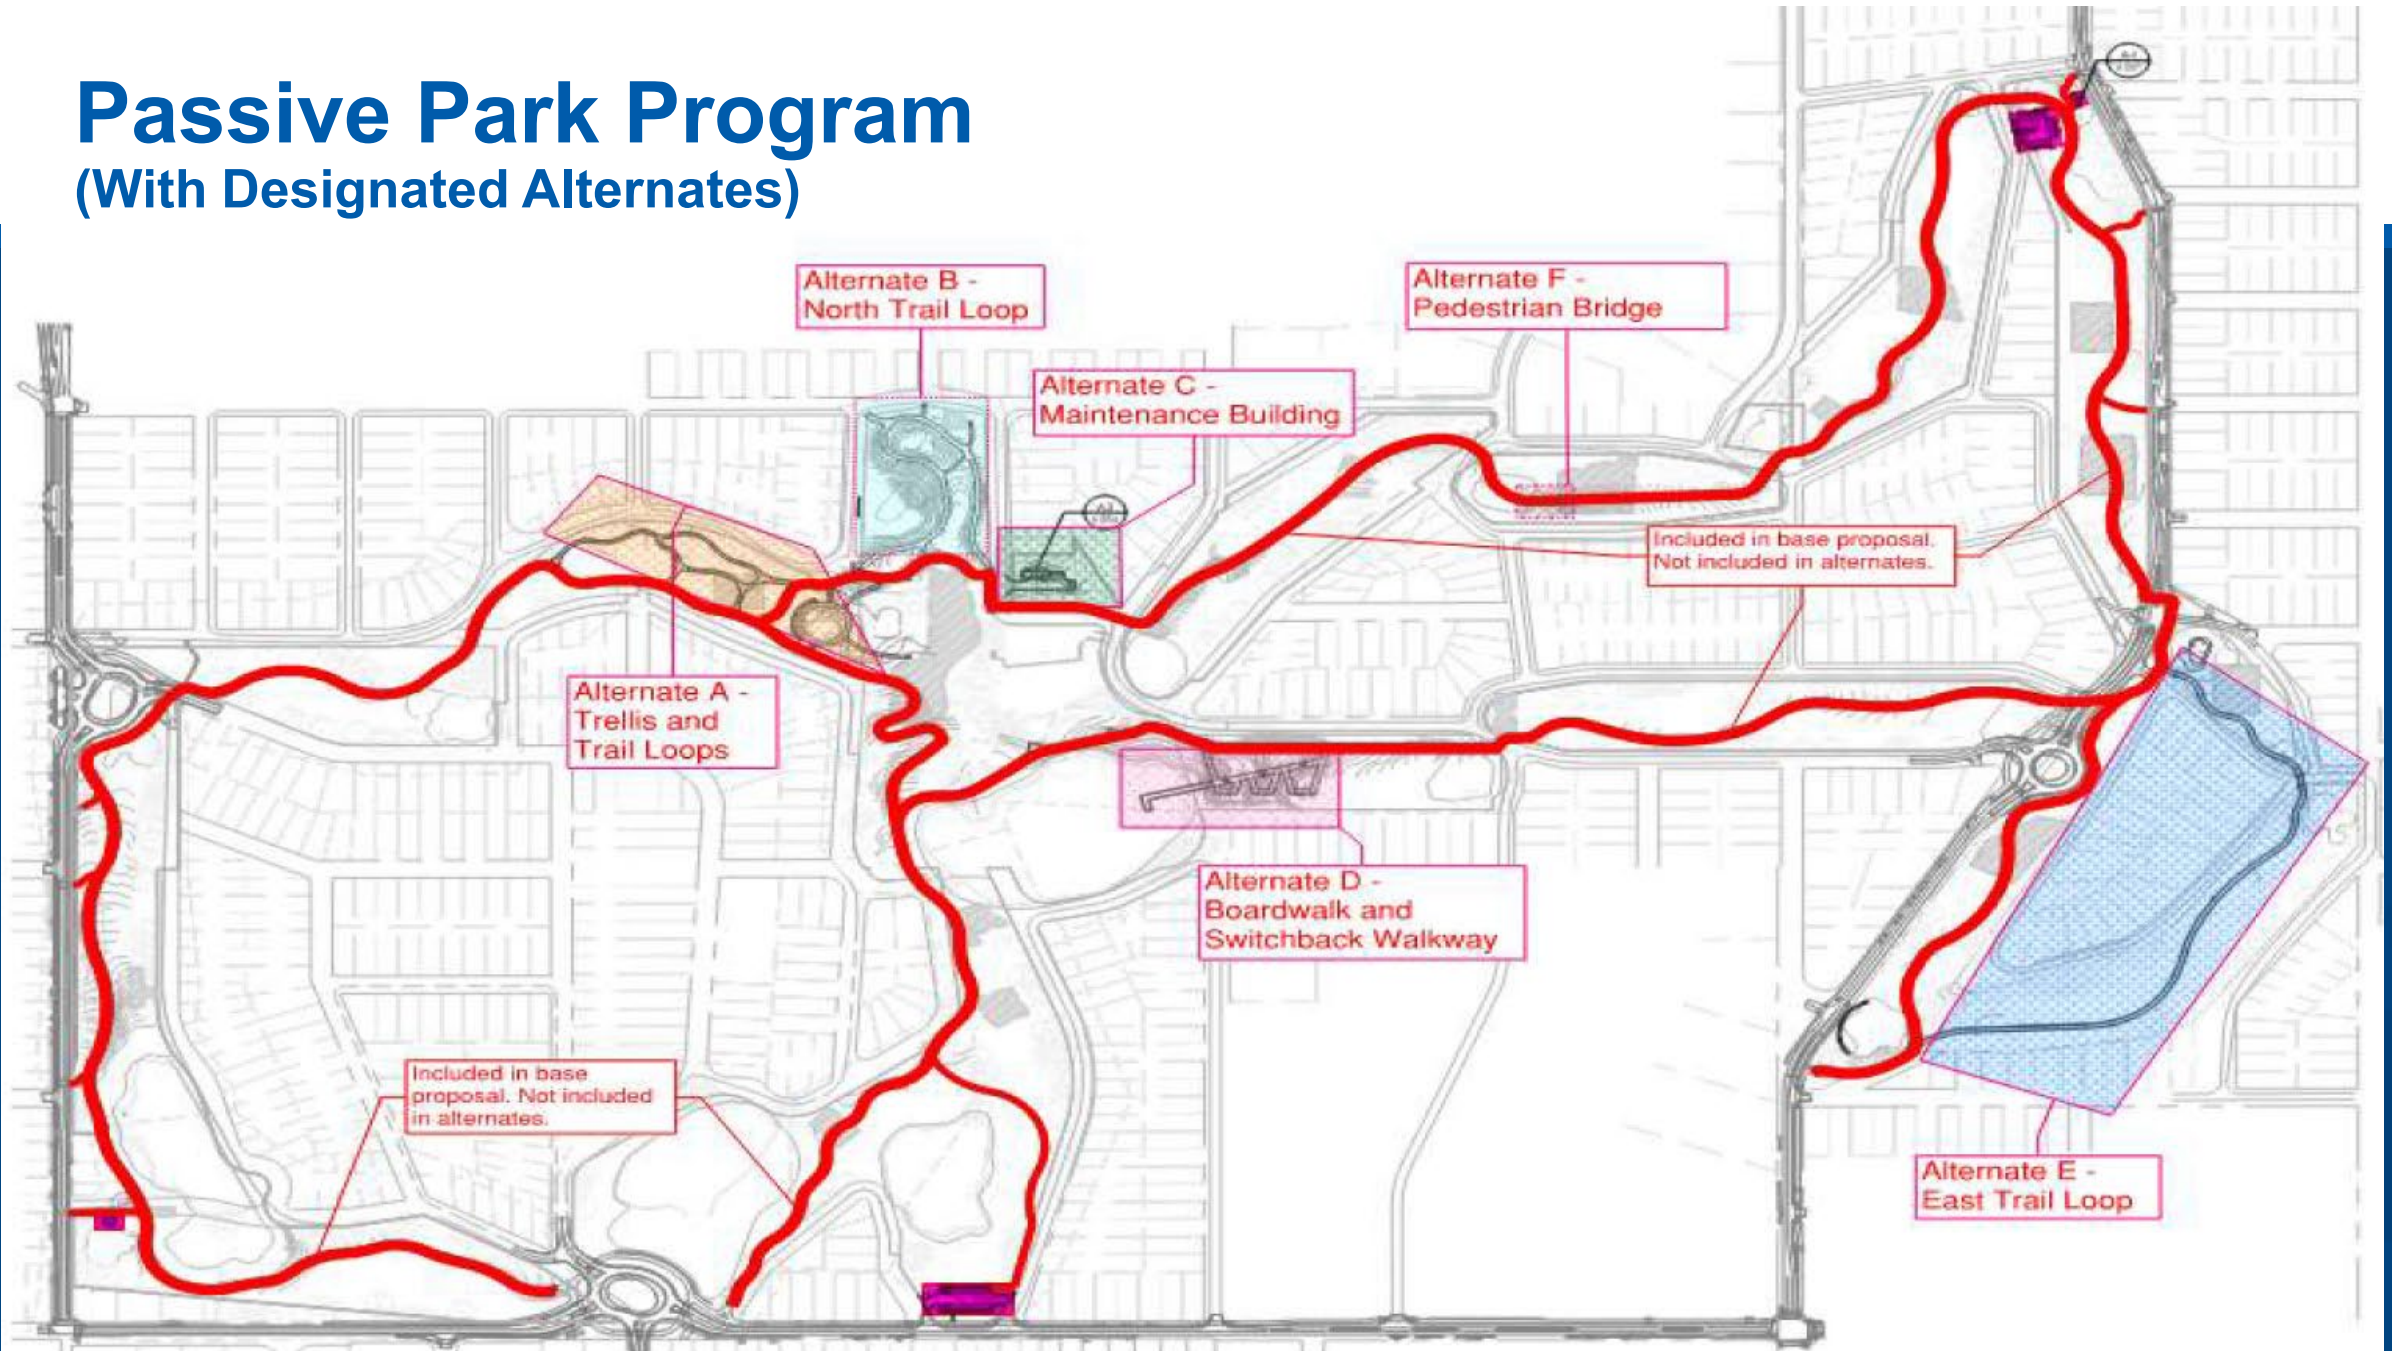 Passive Park Program
(With Designated Alternates)
Alternate B -
North Trail Loop
Alternate F -
Pedestrian Bridge
Alternate C -
Maintenance Building
Included in base proposal.
Not included in alternates.
Alternate A -
Trellis and
Trail Loops
Alternate D -
Boardwalk and
Switchback Walkway
Included in base
proposal. Not included
in alternates.
Alternate E -
East Trail Loop